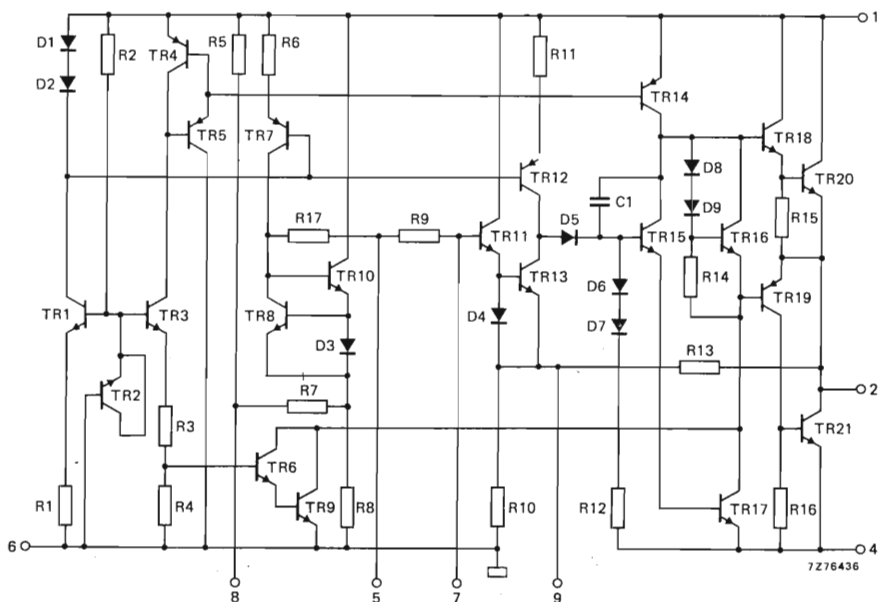 1
D1
R2
TR4
R5
R6
R11
D2
TR14
TR5
TR7
TR18
D8
TR12
TR20
C1
D9
R17
R9
D5
R15
TR11
TR15
TR16
TR10
R14
TR13
D6
TR19
TR1
TR3
TR8
D4
D3
D7
R13
TR2
R7
2
R3
TR21
TR6
R1
R4
TR9
R8
R10
R12
TR17
R16
6
4
7Z76436
8
5
7
9